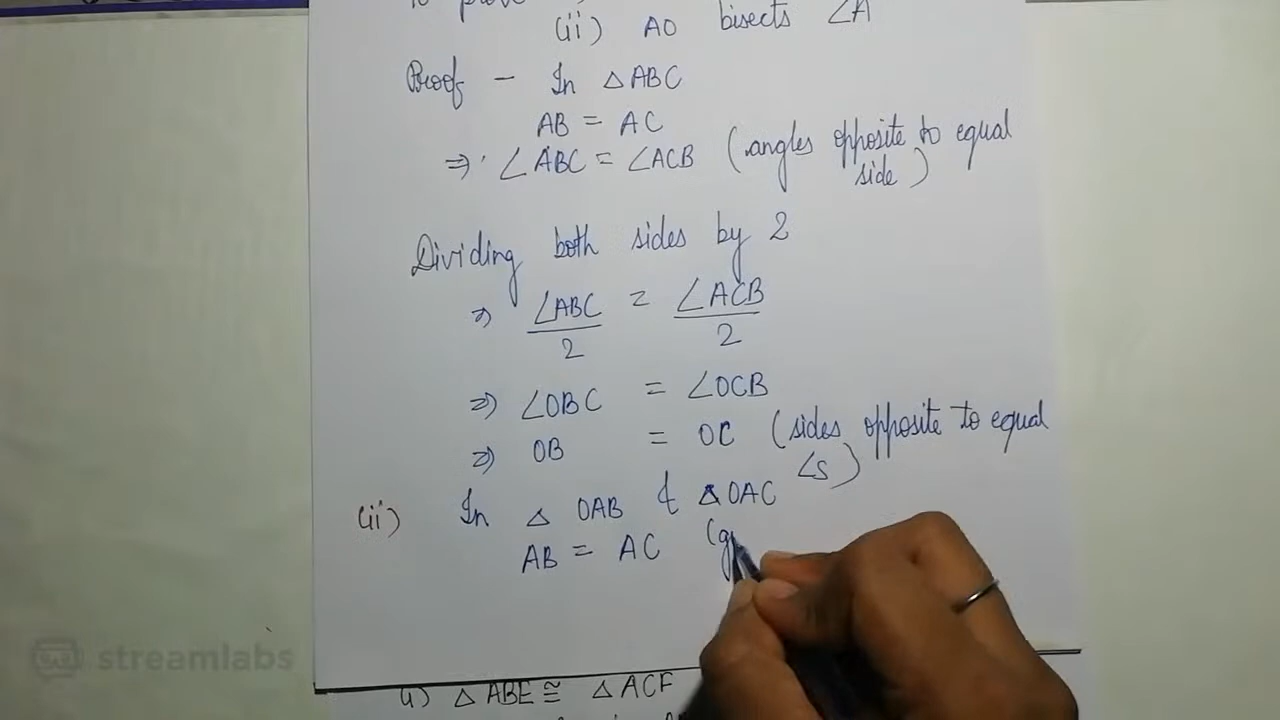 To prove
(ii) AO bisects ∠A
Proof - In △ABC
AB = AC
⇒ ∠ABC = ∠ACB (angles opposite to equal
side)
Dividing both sides by 2
⇒ ∠ABC/2 = ∠ACB/2
⇒ ∠OBC = ∠OCB
⇒ OB = OC (sides opposite to equal
∠s)
(ii) In △ OAB & △OAC
AB = AC (g
streamlabs
(i) △ ABE ≅ △ ACF